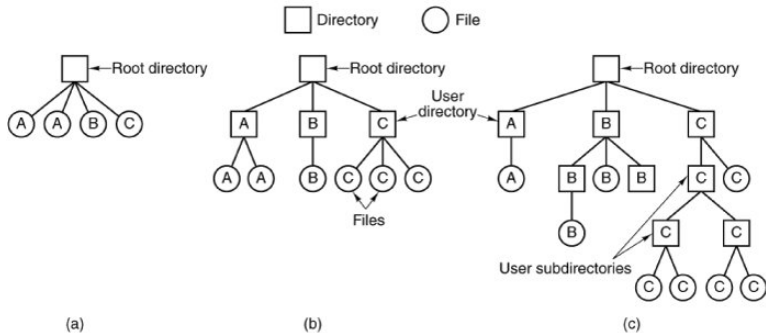 Directory
File
Root directory
A
A
B
C
(a)
Root directory
User
directory
A
B
C
A
A
B
C
C
C
Files
(b)
Root directory
A
B
C
A
B
B
B
C
C
B
C
C
User subdirectories
C
C
C
C
(c)